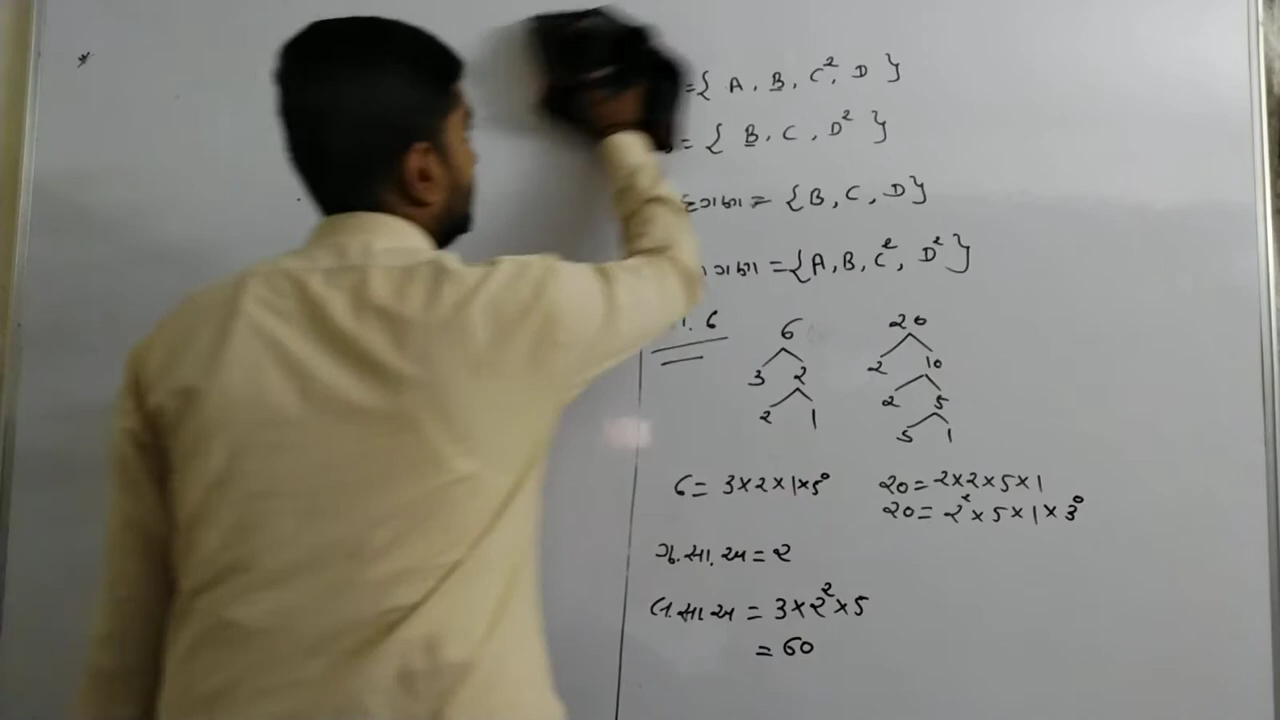 *
={ A, B, C², D }
= { B, C, D² }
= {B, C, D}
={A, B, C², D²}
6
6
3 2
2 1
20
2 10
2 5
5 1
6 = 3×2×1×5⁰
20 = 2×2×5×1
20 = 2² × 5 × 1 × 3⁰
ગુ.સા.અ = 2
લ.સા.અ = 3×2²×5
= 60